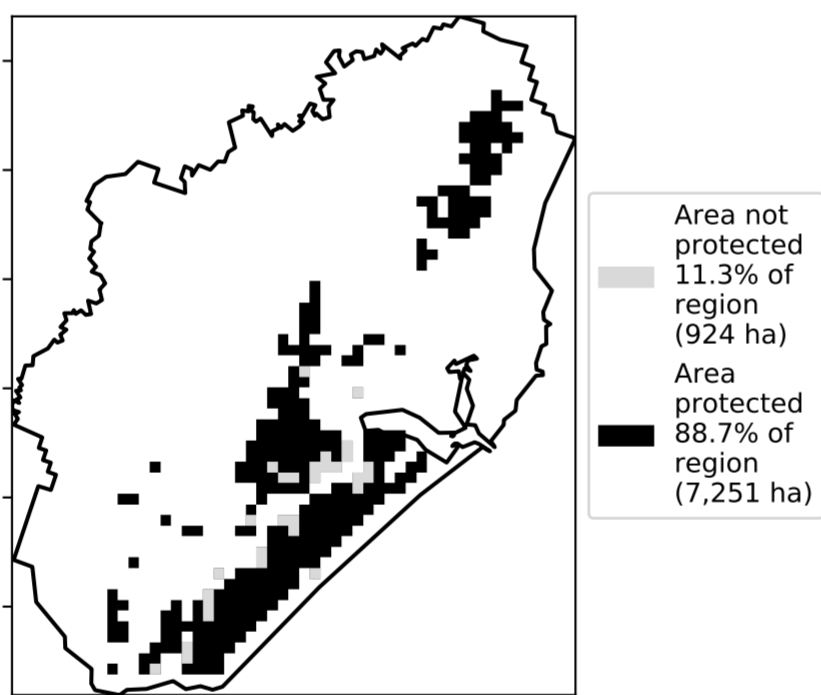 Area not
protected
11.3% of
region
(924 ha)
Area
protected
88.7% of
region
(7,251 ha)